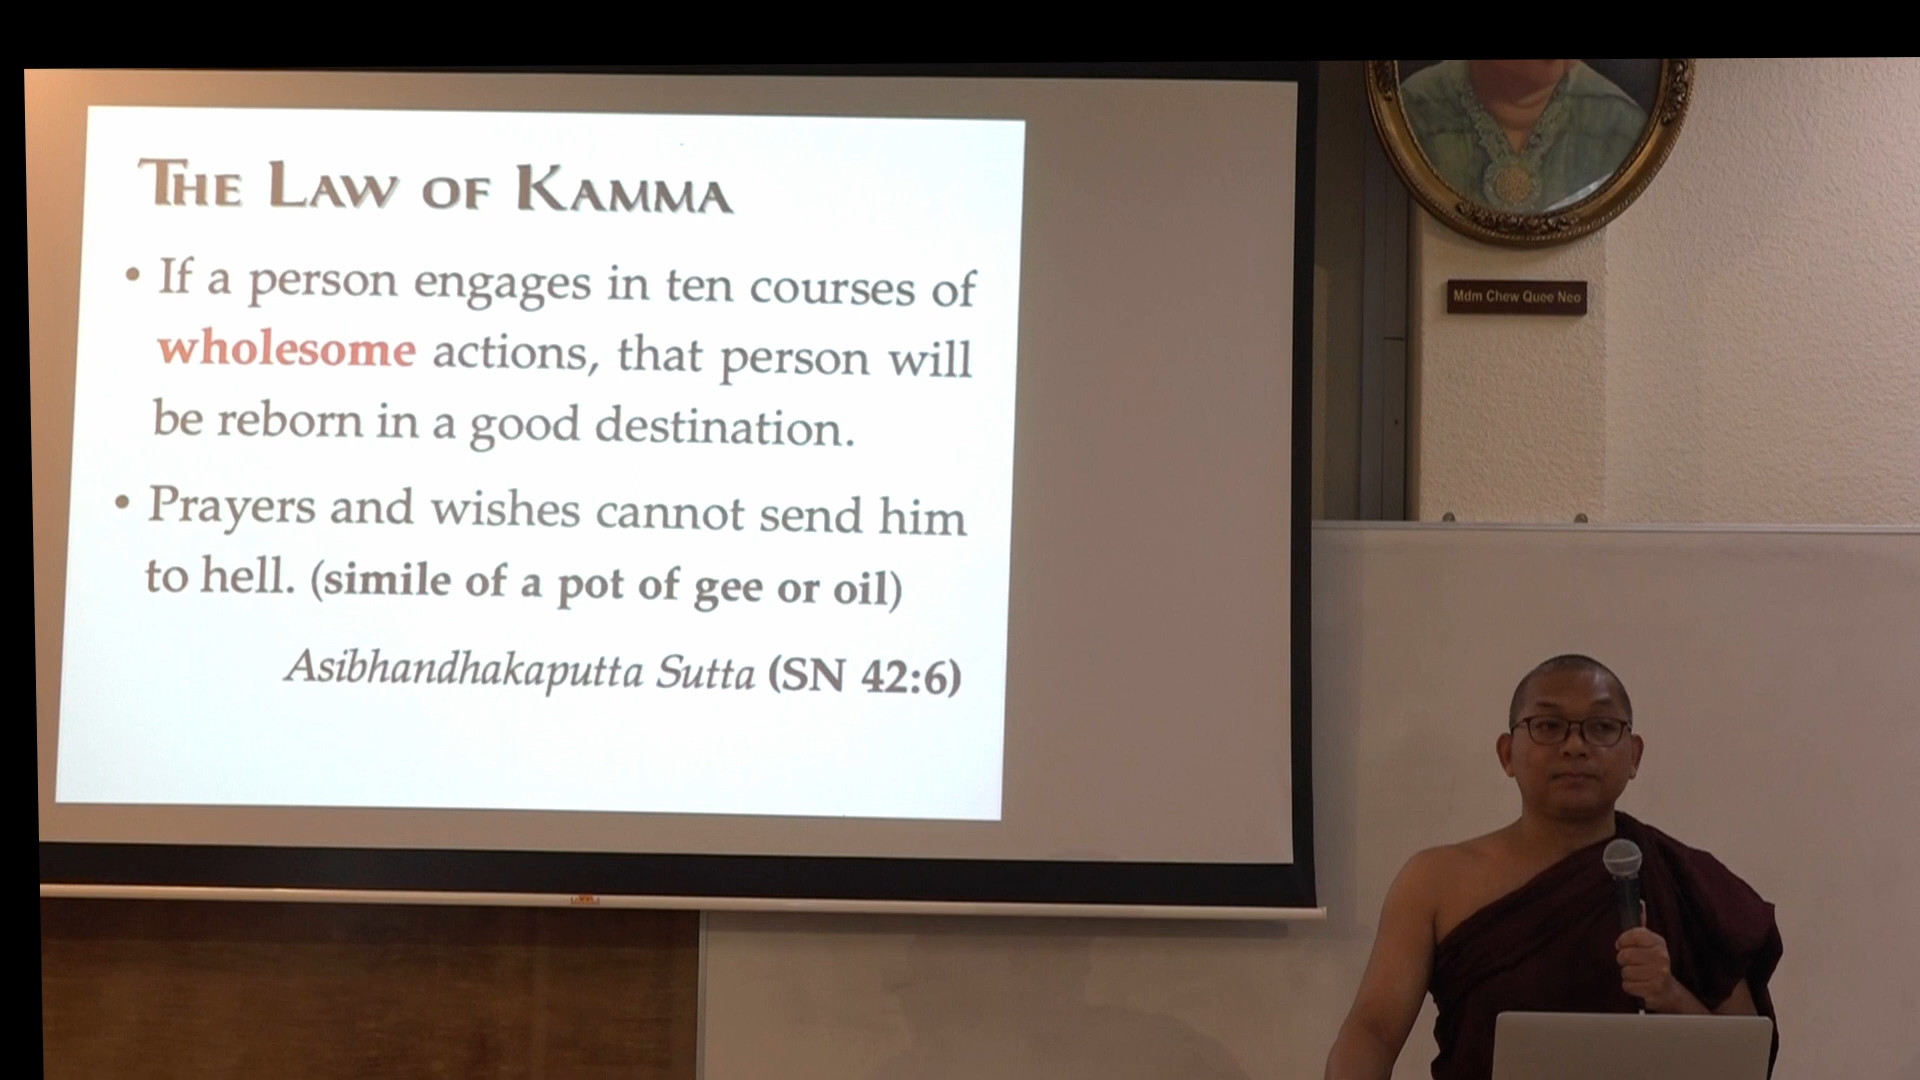 The Law of Kamma
• If a person engages in ten courses of
wholesome actions, that person will
be reborn in a good destination.
• Prayers and wishes cannot send him
to hell. (simile of a pot of gee or oil)
Asibhandhakaputta Sutta (SN 42:6)
Mdm Chew Quee Neo